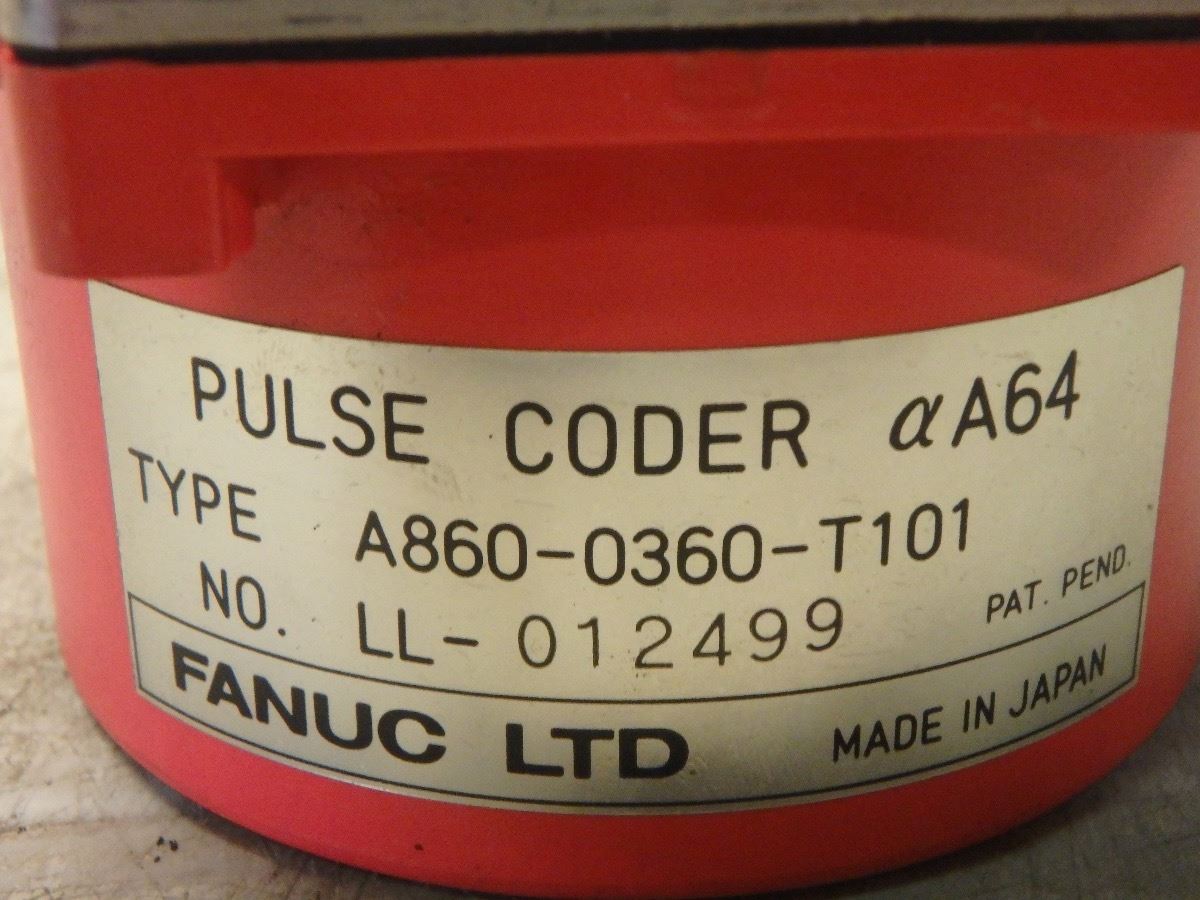 PULSE CODER αA64
TYPE A860-0360-T101
NO. LL-012499
PAT. PEND.
FANUC LTD MADE IN JAPAN